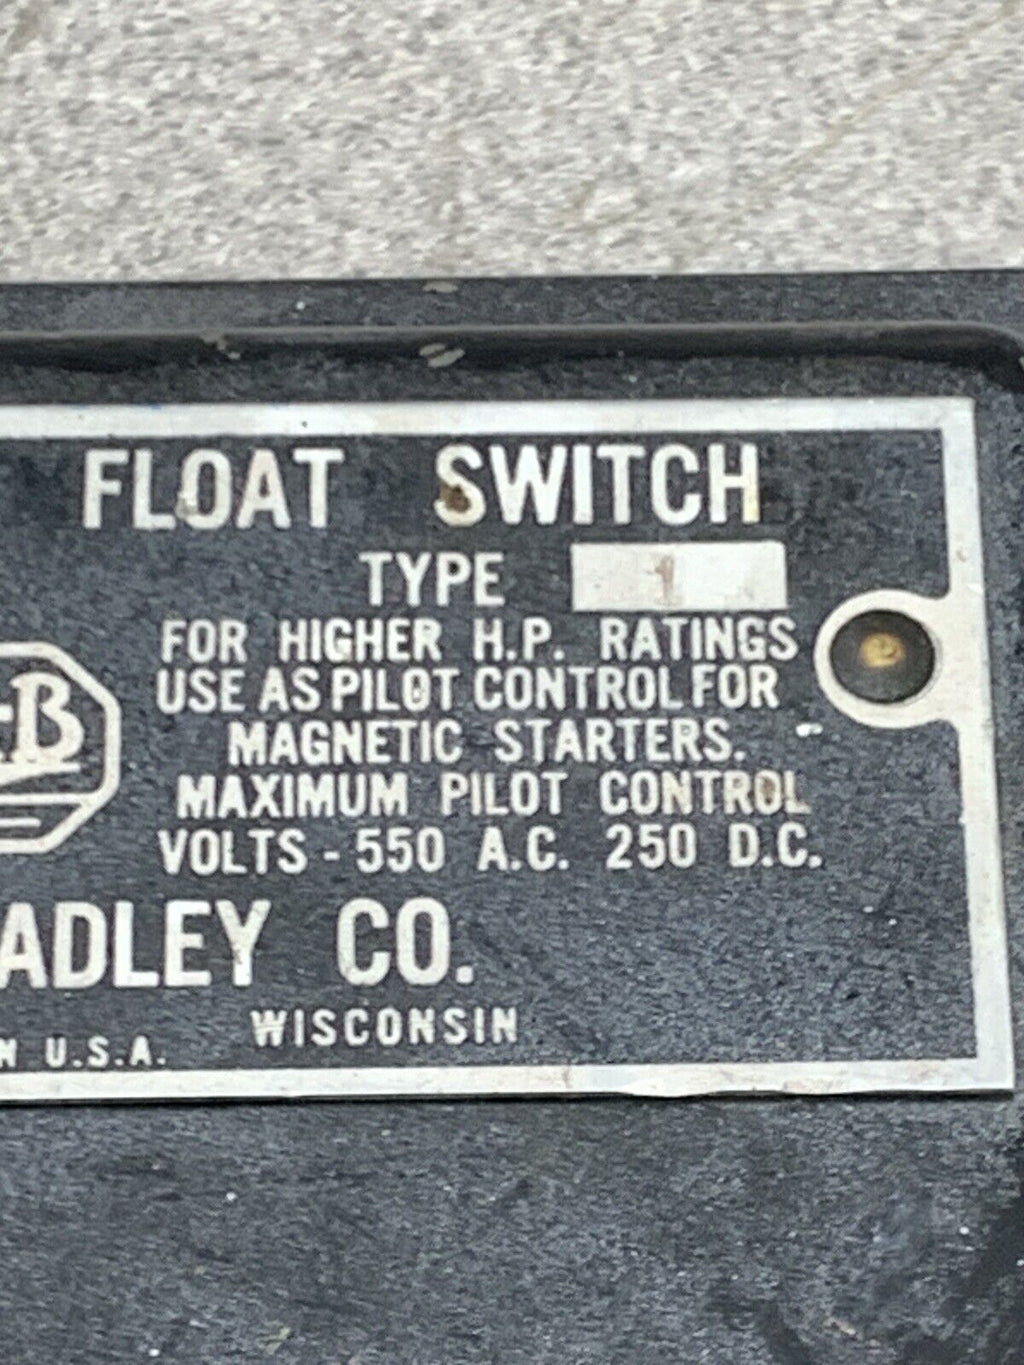 FLOAT SWITCH
TYPE 1
FOR HIGHER H.P. RATINGS
USE AS PILOT CONTROL FOR
MAGNETIC STARTERS.
MAXIMUM PILOT CONTROL
VOLTS - 550 A.C. 250 D.C.
-B
ADLEY CO.
WISCONSIN
N U.S.A.